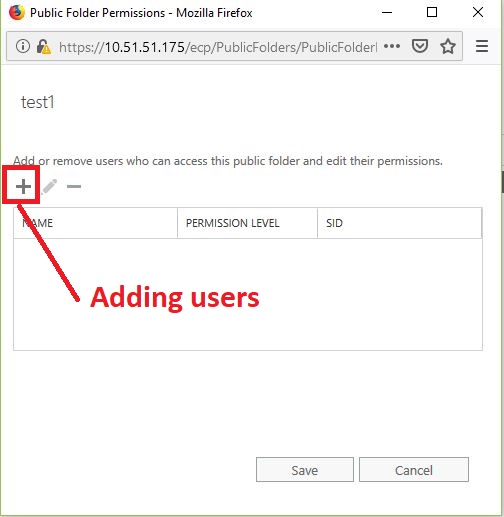 Public Folder Permissions - Mozilla Firefox
https://10.51.51.175/ecp/PublicFolders/PublicFolder
test1
Add or remove users who can access this public folder and edit their permissions.
NAME PERMISSION LEVEL SID
Adding users
Save Cancel